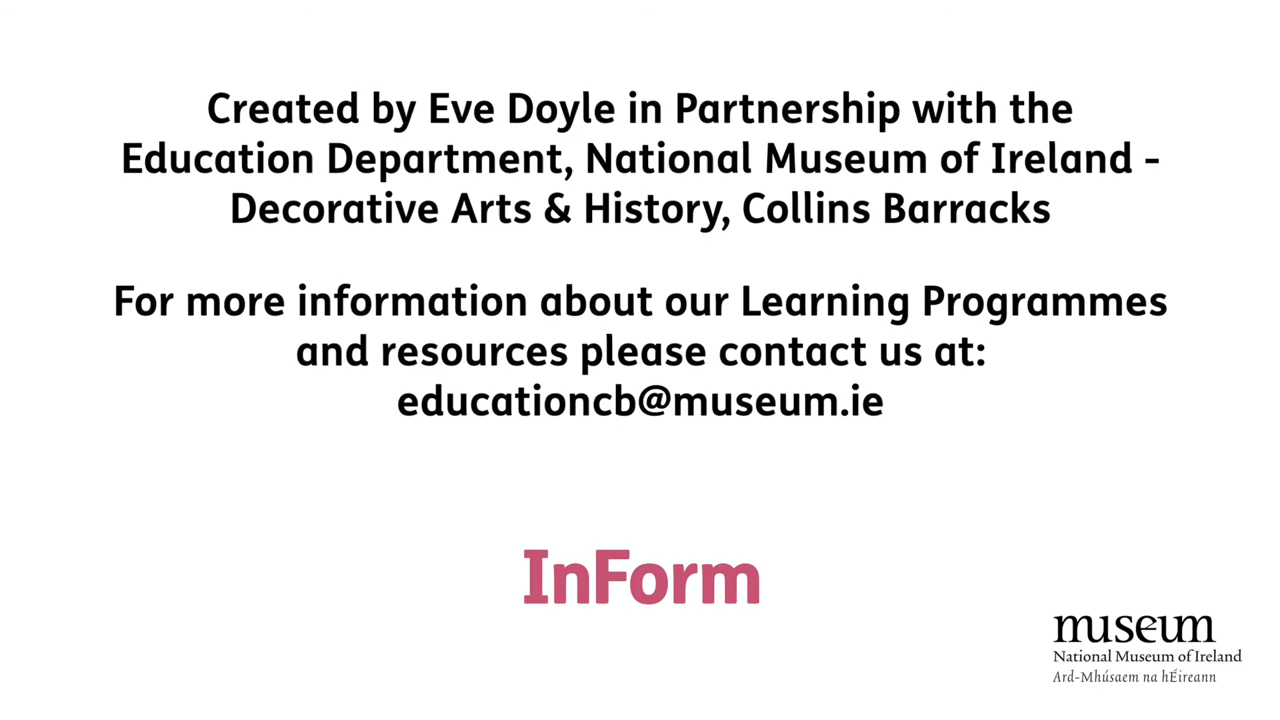 Created by Eve Doyle in Partnership with the
Education Department, National Museum of Ireland -
Decorative Arts & History, Collins Barracks
For more information about our Learning Programmes
and resources please contact us at:
educationcb@museum.ie
InForm
museum
National Museum of Ireland
Ard-Mhúsaem na hÉireann